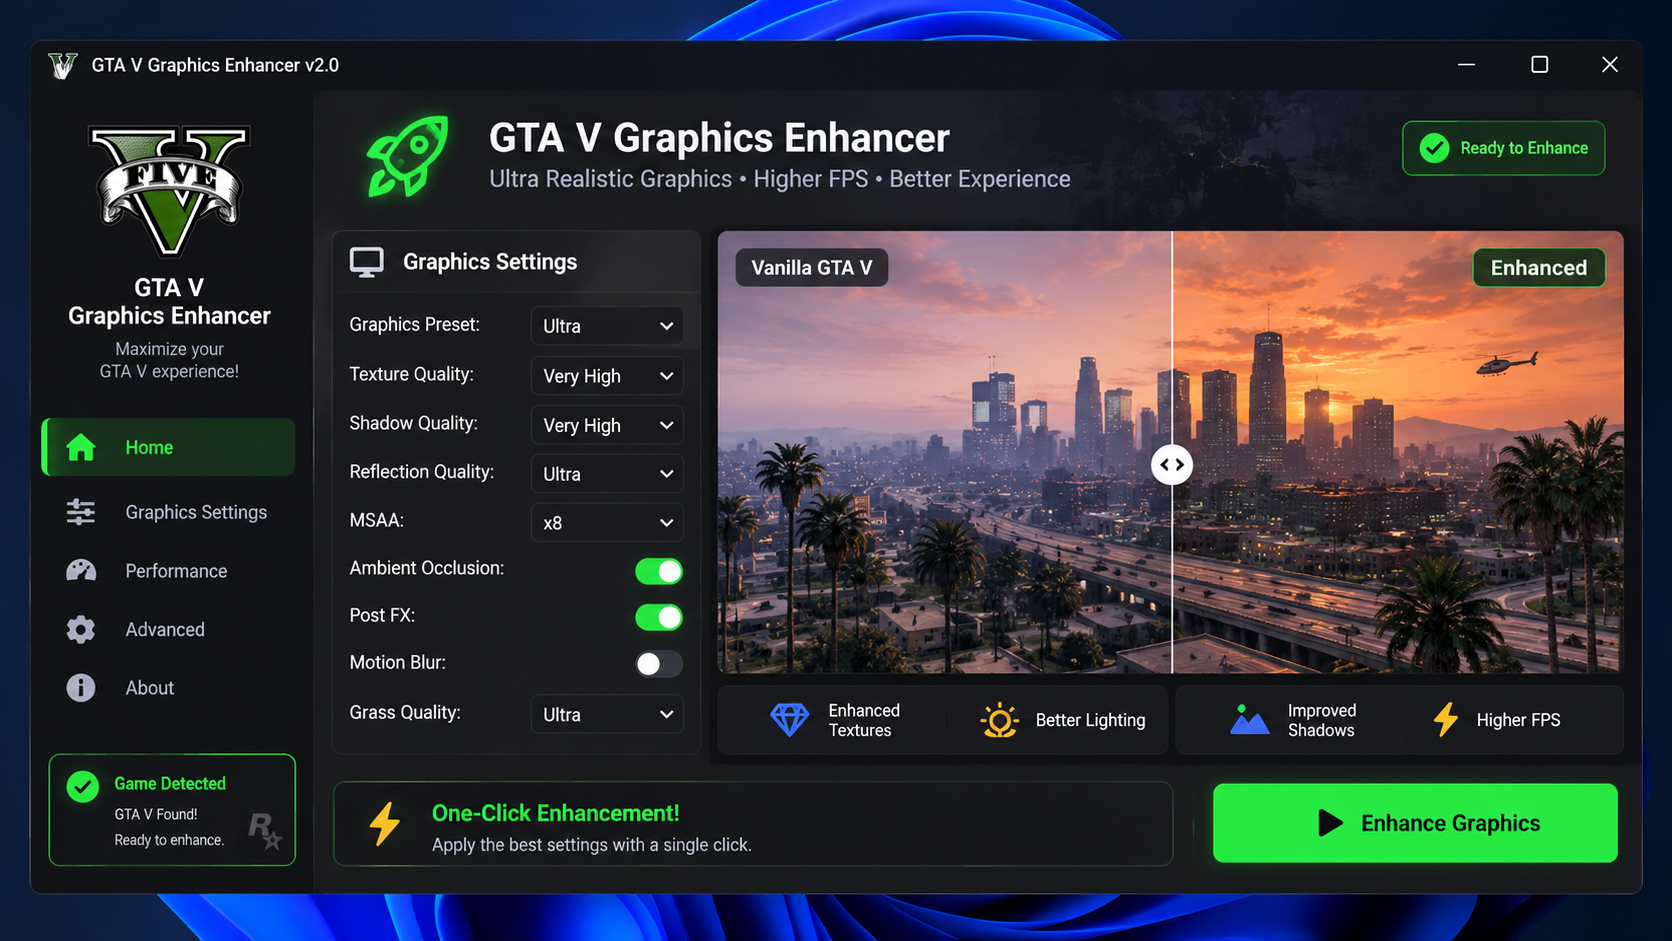 GTA V Graphics Enhancer v2.0
FIVE
GTA V
Graphics Enhancer
Maximize your
GTA V experience!
Home
Graphics Settings
Performance
Advanced
About
Game Detected
GTA V Found!
Ready to enhance.
R
GTA V Graphics Enhancer
Ultra Realistic Graphics • Higher FPS • Better Experience
Ready to Enhance
Graphics Settings
Graphics Preset: Ultra
Texture Quality: Very High
Shadow Quality: Very High
Reflection Quality: Ultra
MSAA: x8
Ambient Occlusion:
Post FX:
Motion Blur:
Grass Quality: Ultra
Vanilla GTA V
Enhanced
Enhanced
Textures
Better Lighting
Improved
Shadows
Higher FPS
One-Click Enhancement!
Apply the best settings with a single click.
Enhance Graphics